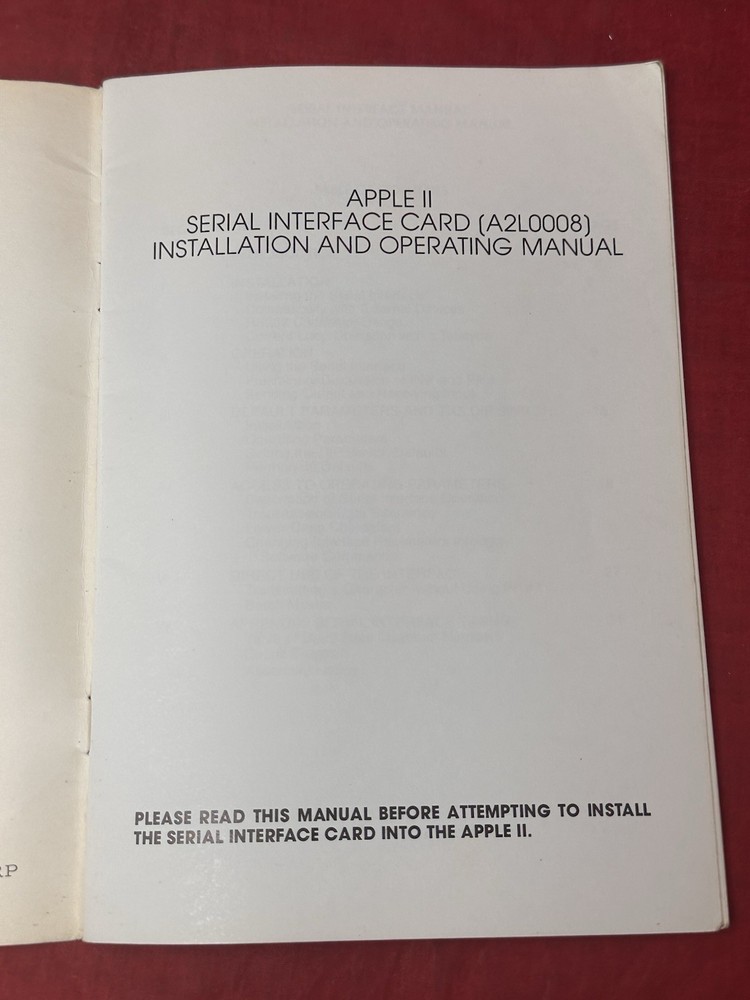 APPLE II
SERIAL INTERFACE CARD (A2L0008)
INSTALLATION AND OPERATING MANUAL
PLEASE READ THIS MANUAL BEFORE ATTEMPTING TO INSTALL
THE SERIAL INTERFACE CARD INTO THE APPLE II.
RP